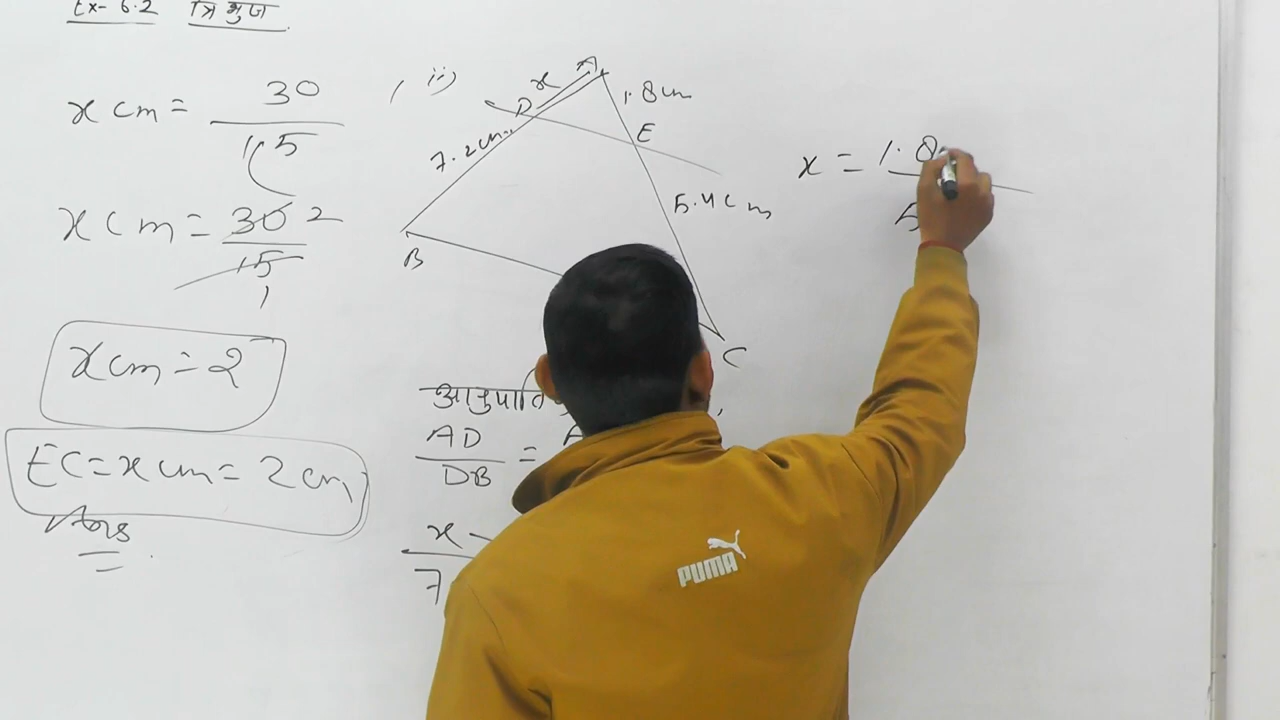 Ex- 6.2 त्रिभुज
x cm = 30
15
x cm = 30 2
15
1
x cm = 2
EC = x cm = 2 cm
Ans
(ii)
A
x
D
1.8 cm
E
7.2 cm
5.4 cm
B
C
आनुपाति
AD
DB
=
x
7
x = 1.8
5
PUMA